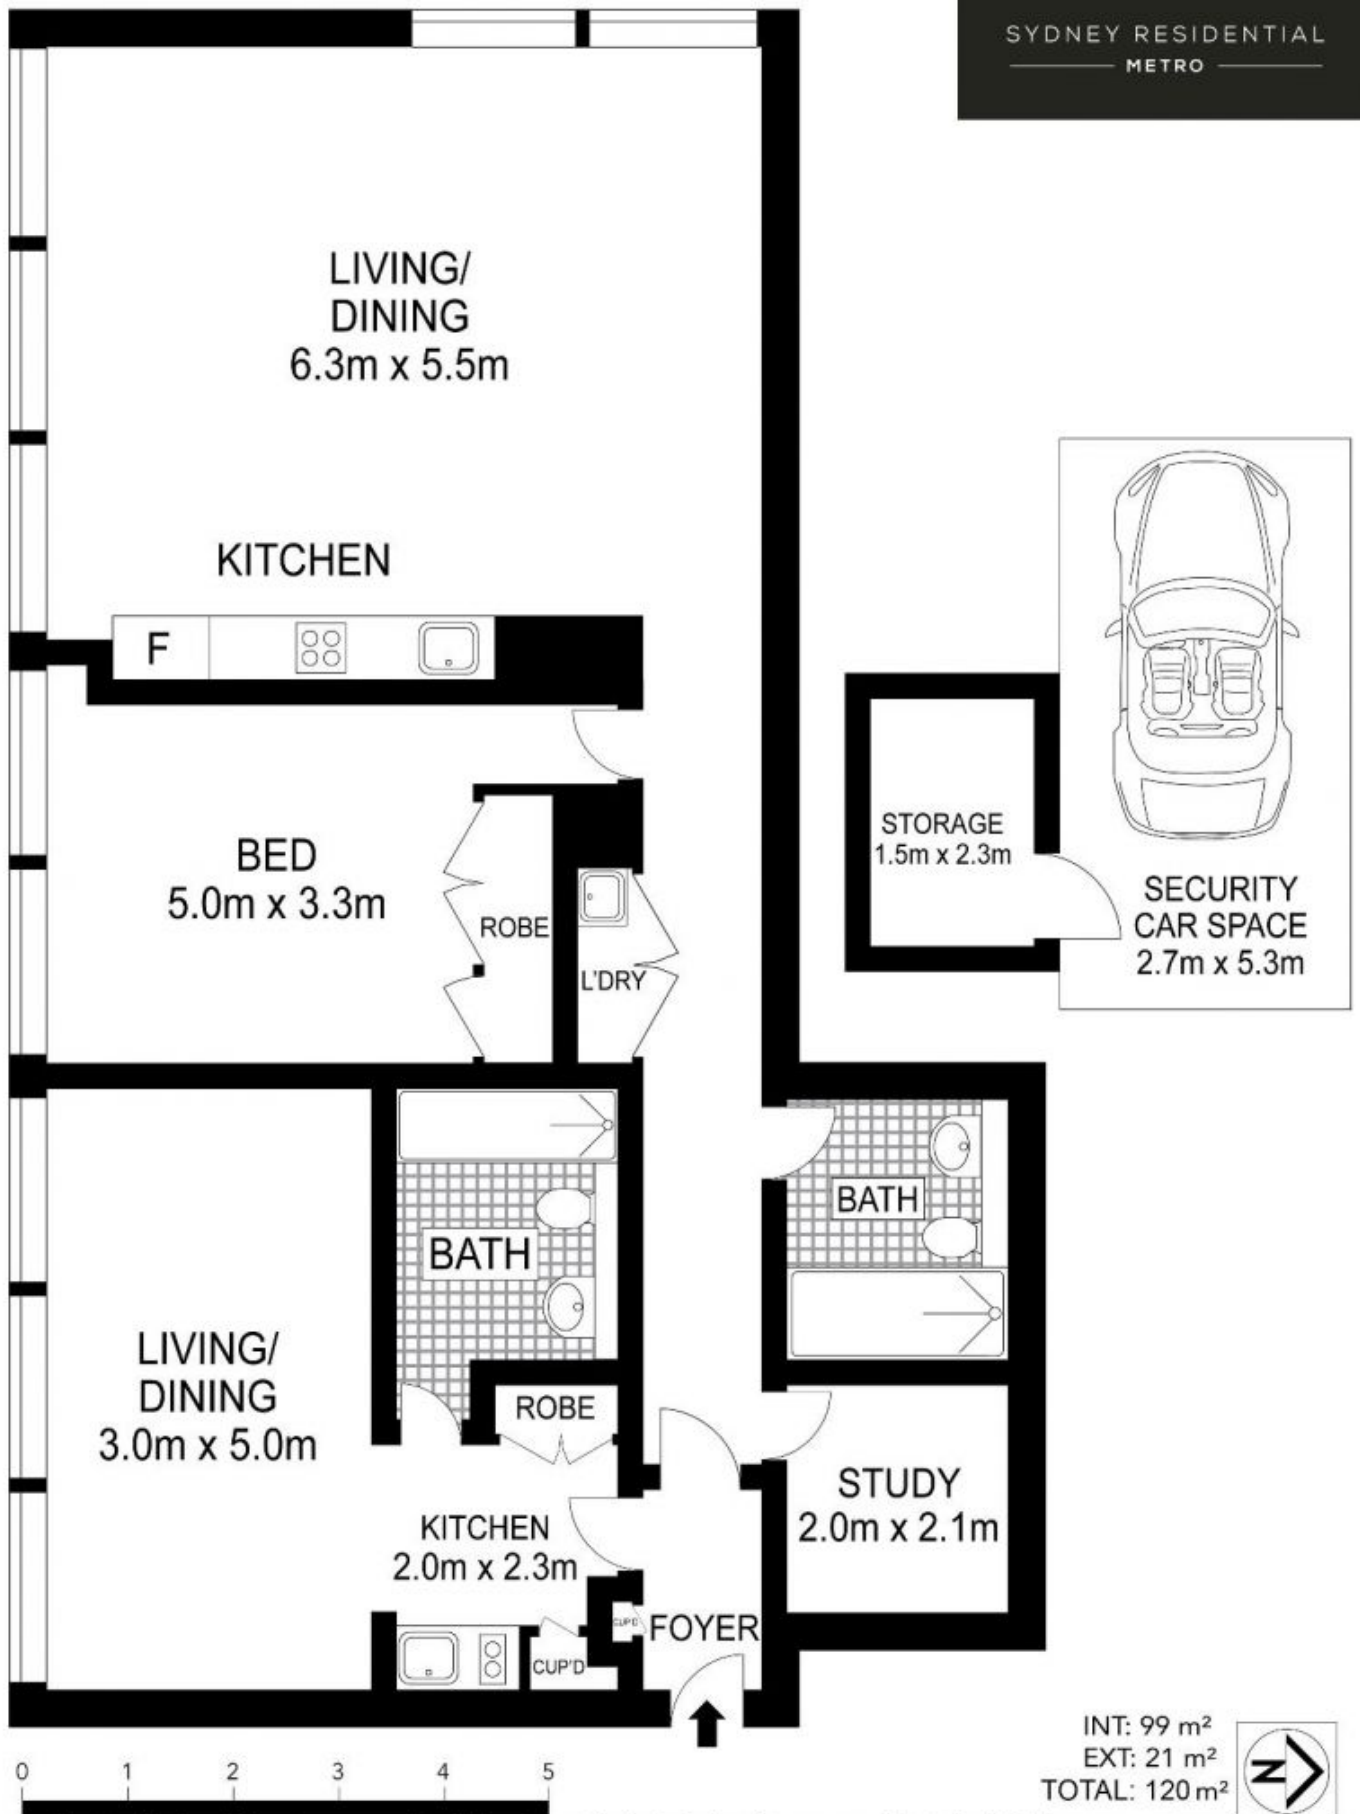 SYDNEY RESIDENTIAL
METRO
LIVING/
DINING
6.3m x 5.5m
KITCHEN
F
BED
5.0m x 3.3m
ROBE
L'DRY
STORAGE
1.5m x 2.3m
SECURITY
CAR SPACE
2.7m x 5.3m
BATH
BATH
LIVING/
DINING
3.0m x 5.0m
ROBE
KITCHEN
2.0m x 2.3m
STUDY
2.0m x 2.1m
CUP'D
FOYER
CUP'D
INT: 99 m²
EXT: 21 m²
TOTAL: 120 m²
N
0 1 2 3 4 5